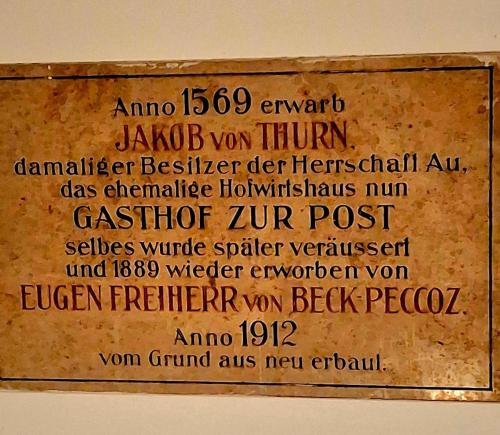 Anno 1569 erwarb
JAKOB VON THURN,
damaliger Besitzer der Herrschaft Au,
das ehemalige Hofwirtshaus nun
GASTHOF ZUR POST
selbes wurde später veräussert
und 1889 wieder erworben von
EUGEN FREIHERR VON BECK-PECCOZ.
Anno 1912
vom Grund aus neu erbaut.